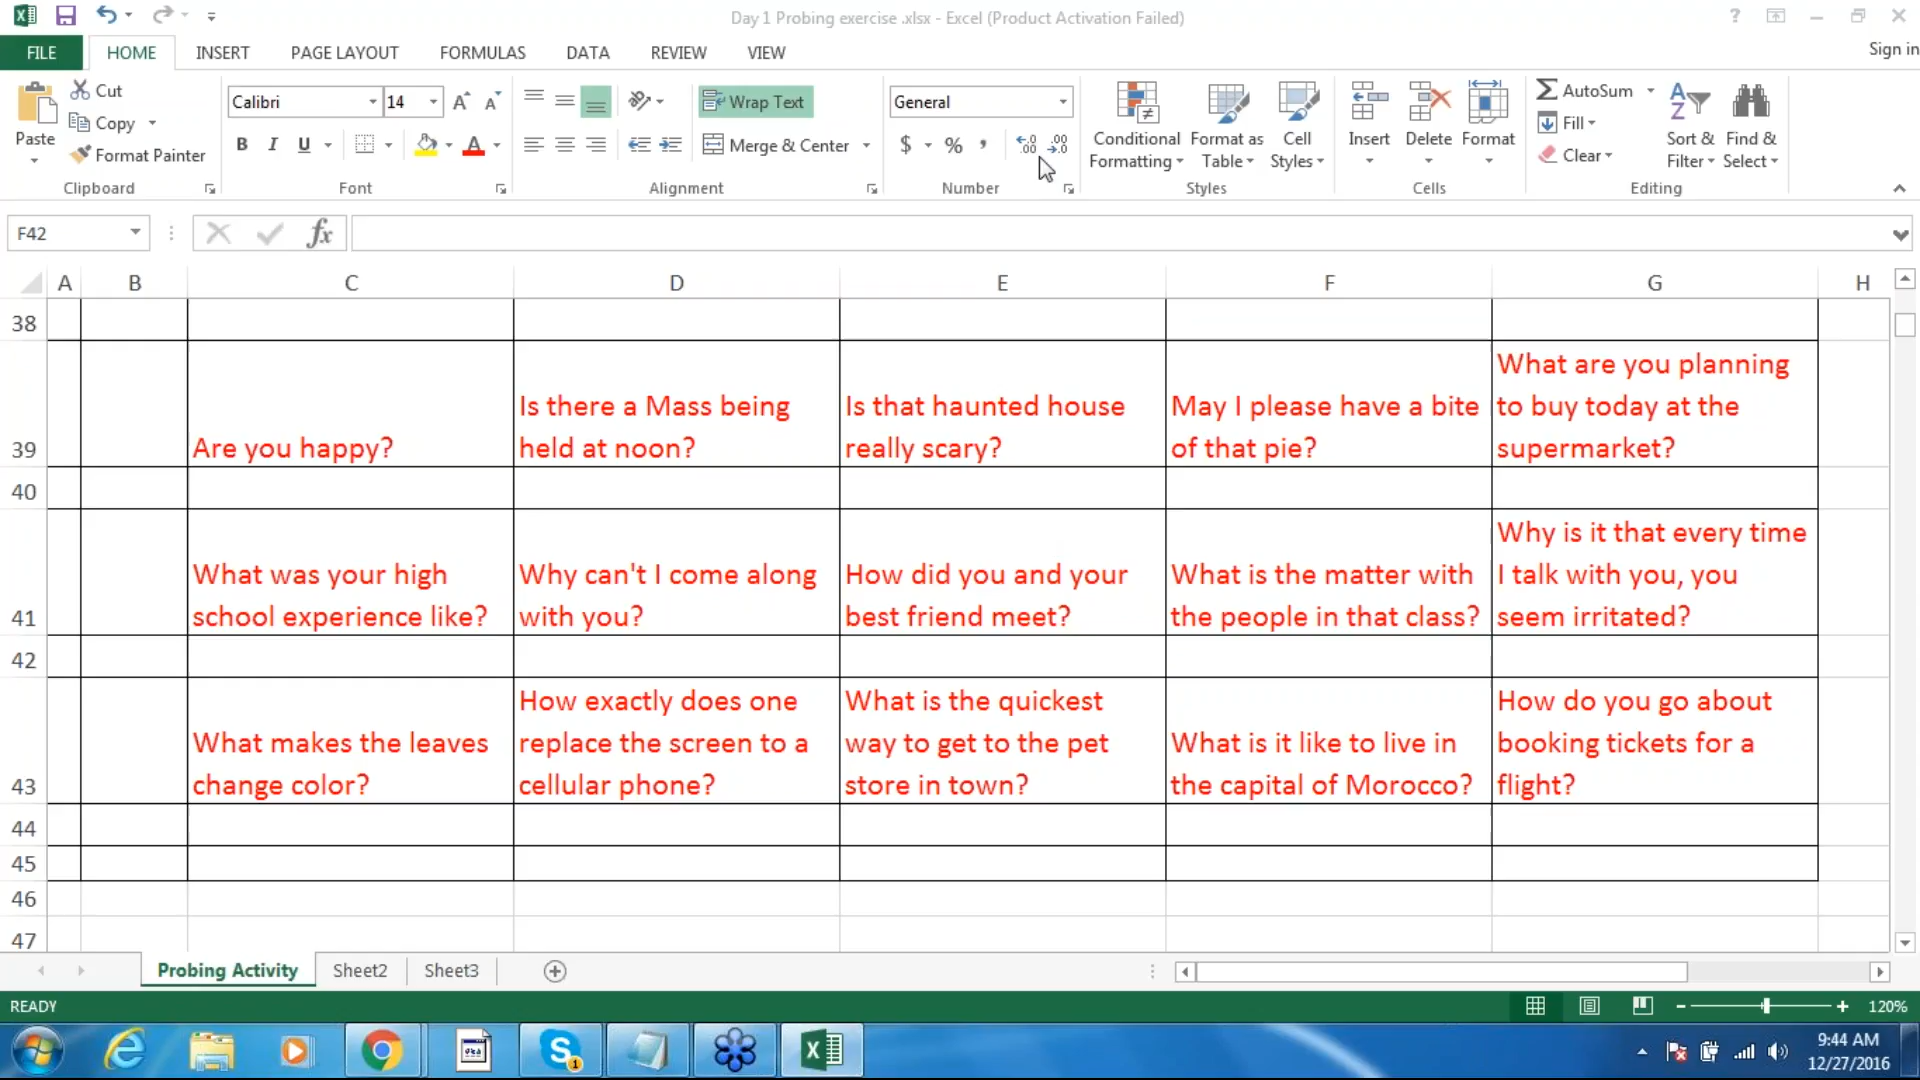 Day 1 Probing exercise .xlsx - Excel (Product Activation Failed)
?
FILE
HOME
INSERT
PAGE LAYOUT
FORMULAS
DATA
REVIEW
VIEW
Sign in
Paste
Cut
Copy
Format Painter
Clipboard
Calibri
14
B I U
Font
Wrap Text
Merge & Center
Alignment
General
$ % ,
Number
Conditional
Formatting
Format as
Table
Cell
Styles
Styles
Insert
Delete
Format
Cells
AutoSum
Fill
Clear
Sort &
Filter
Find &
Select
Editing
F42
fx
A B C D E F G H
38
39
Are you happy?
Is there a Mass being
held at noon?
Is that haunted house
really scary?
May I please have a bite
of that pie?
What are you planning
to buy today at the
supermarket?
40
41
What was your high
school experience like?
Why can't I come along
with you?
How did you and your
best friend meet?
What is the matter with
the people in that class?
Why is it that every time
I talk with you, you
seem irritated?
42
43
What makes the leaves
change color?
How exactly does one
replace the screen to a
cellular phone?
What is the quickest
way to get to the pet
store in town?
What is it like to live in
the capital of Morocco?
How do you go about
booking tickets for a
flight?
44
45
46
47
Probing Activity
Sheet2
Sheet3
READY
120%
9:44 AM
12/27/2016